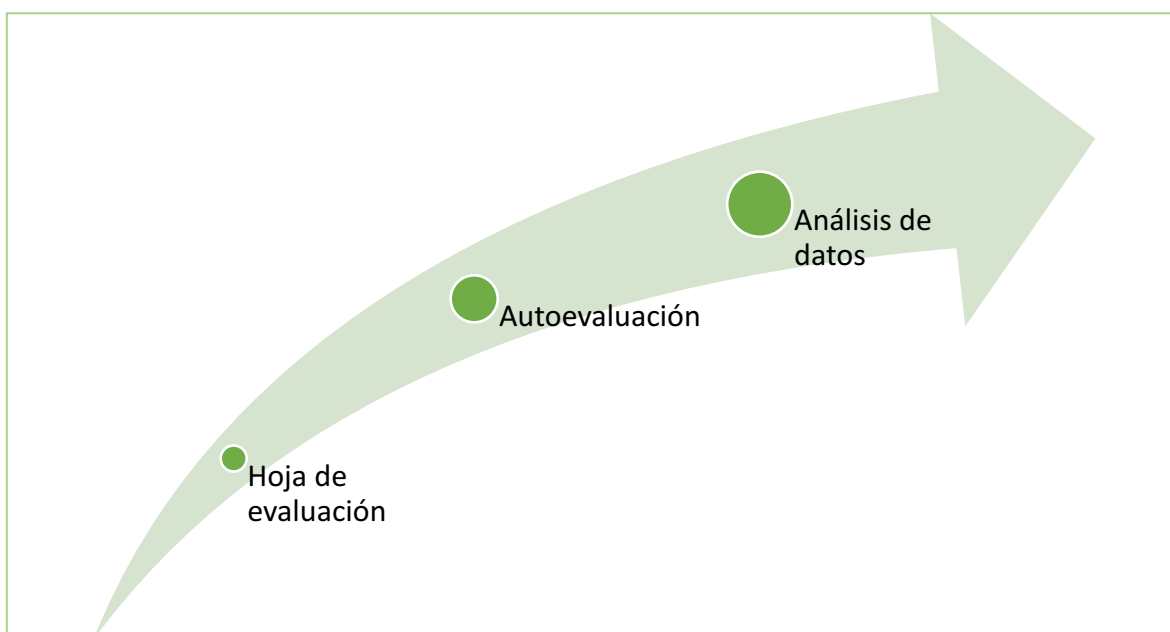 Análisis de
datos
Autoevaluación
Hoja de
evaluación